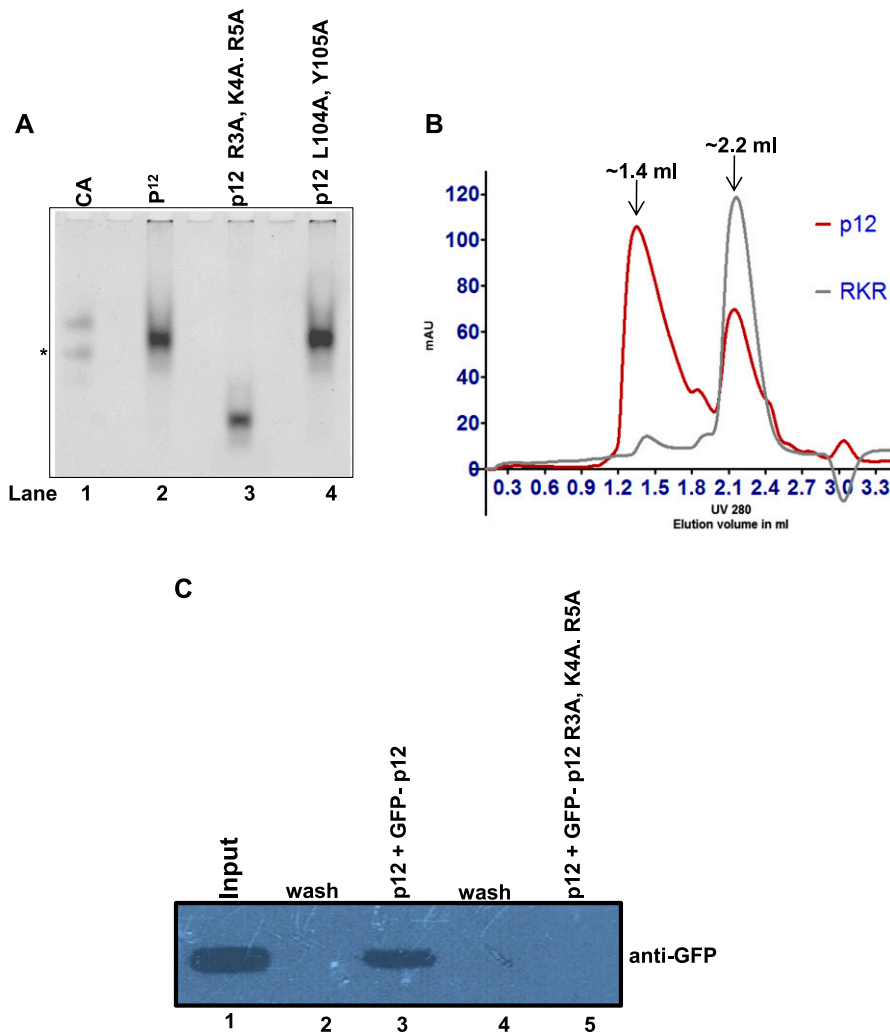 A
CA
P12
p12 R3A, K4A. R5A
p12 L104A, Y105A
*
Lane 1 2 3 4
B
~1.4 ml
~2.2 ml
120
100
80
60
40
20
0
mAU
p12
RKR
0.3 0.6 0.9 1.2 1.5 1.8 2.1 2.4 2.7 3.0 3.3
UV 280
Elution volume in ml
C
Input
wash
p12 + GFP- p12
wash
p12 + GFP- p12 R3A, K4A. R5A
anti-GFP
1 2 3 4 5